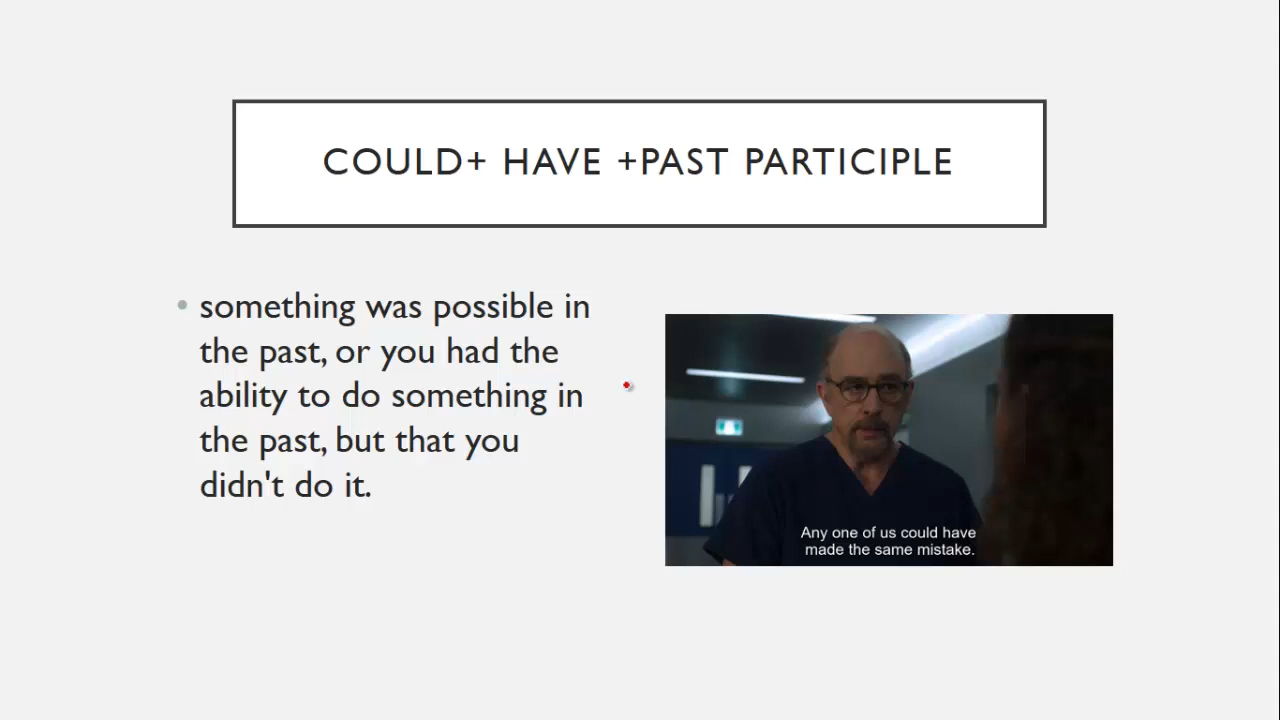 COULD+ HAVE +PAST PARTICIPLE
• something was possible in
the past, or you had the
ability to do something in
the past, but that you
didn't do it.
Any one of us could have
made the same mistake.